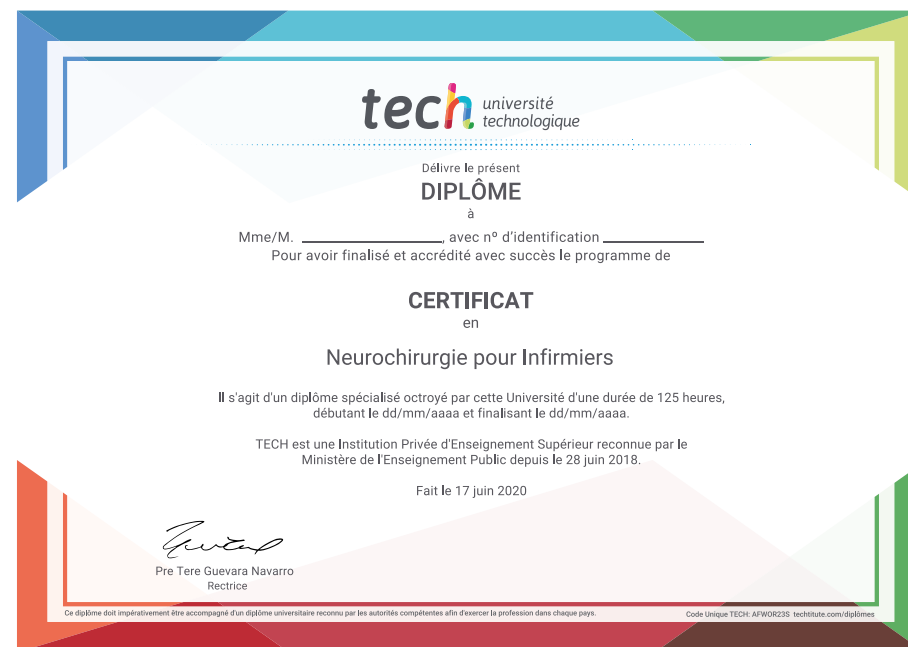 tech université
technologique
Délivre le présent
DIPLÔME
à
Mme/M. ____________________, avec nº d'identification ______________
Pour avoir finalisé et accrédité avec succès le programme de
CERTIFICAT
en
Neurochirurgie pour Infirmiers
Il s'agit d'un diplôme spécialisé octroyé par cette Université d'une durée de 125 heures,
débutant le dd/mm/aaaa et finalisant le dd/mm/aaaa.
TECH est une Institution Privée d'Enseignement Supérieur reconnue par le
Ministère de l'Enseignement Public depuis le 28 juin 2018.
Fait le 17 juin 2020
Pre Tere Guevara Navarro
Rectrice
Ce diplôme doit impérativement être accompagné d'un diplôme universitaire reconnu par les autorités compétentes afin d'exercer la profession dans chaque pays.
Code Unique TECH: AFWOR23S techtitute.com/diplômes